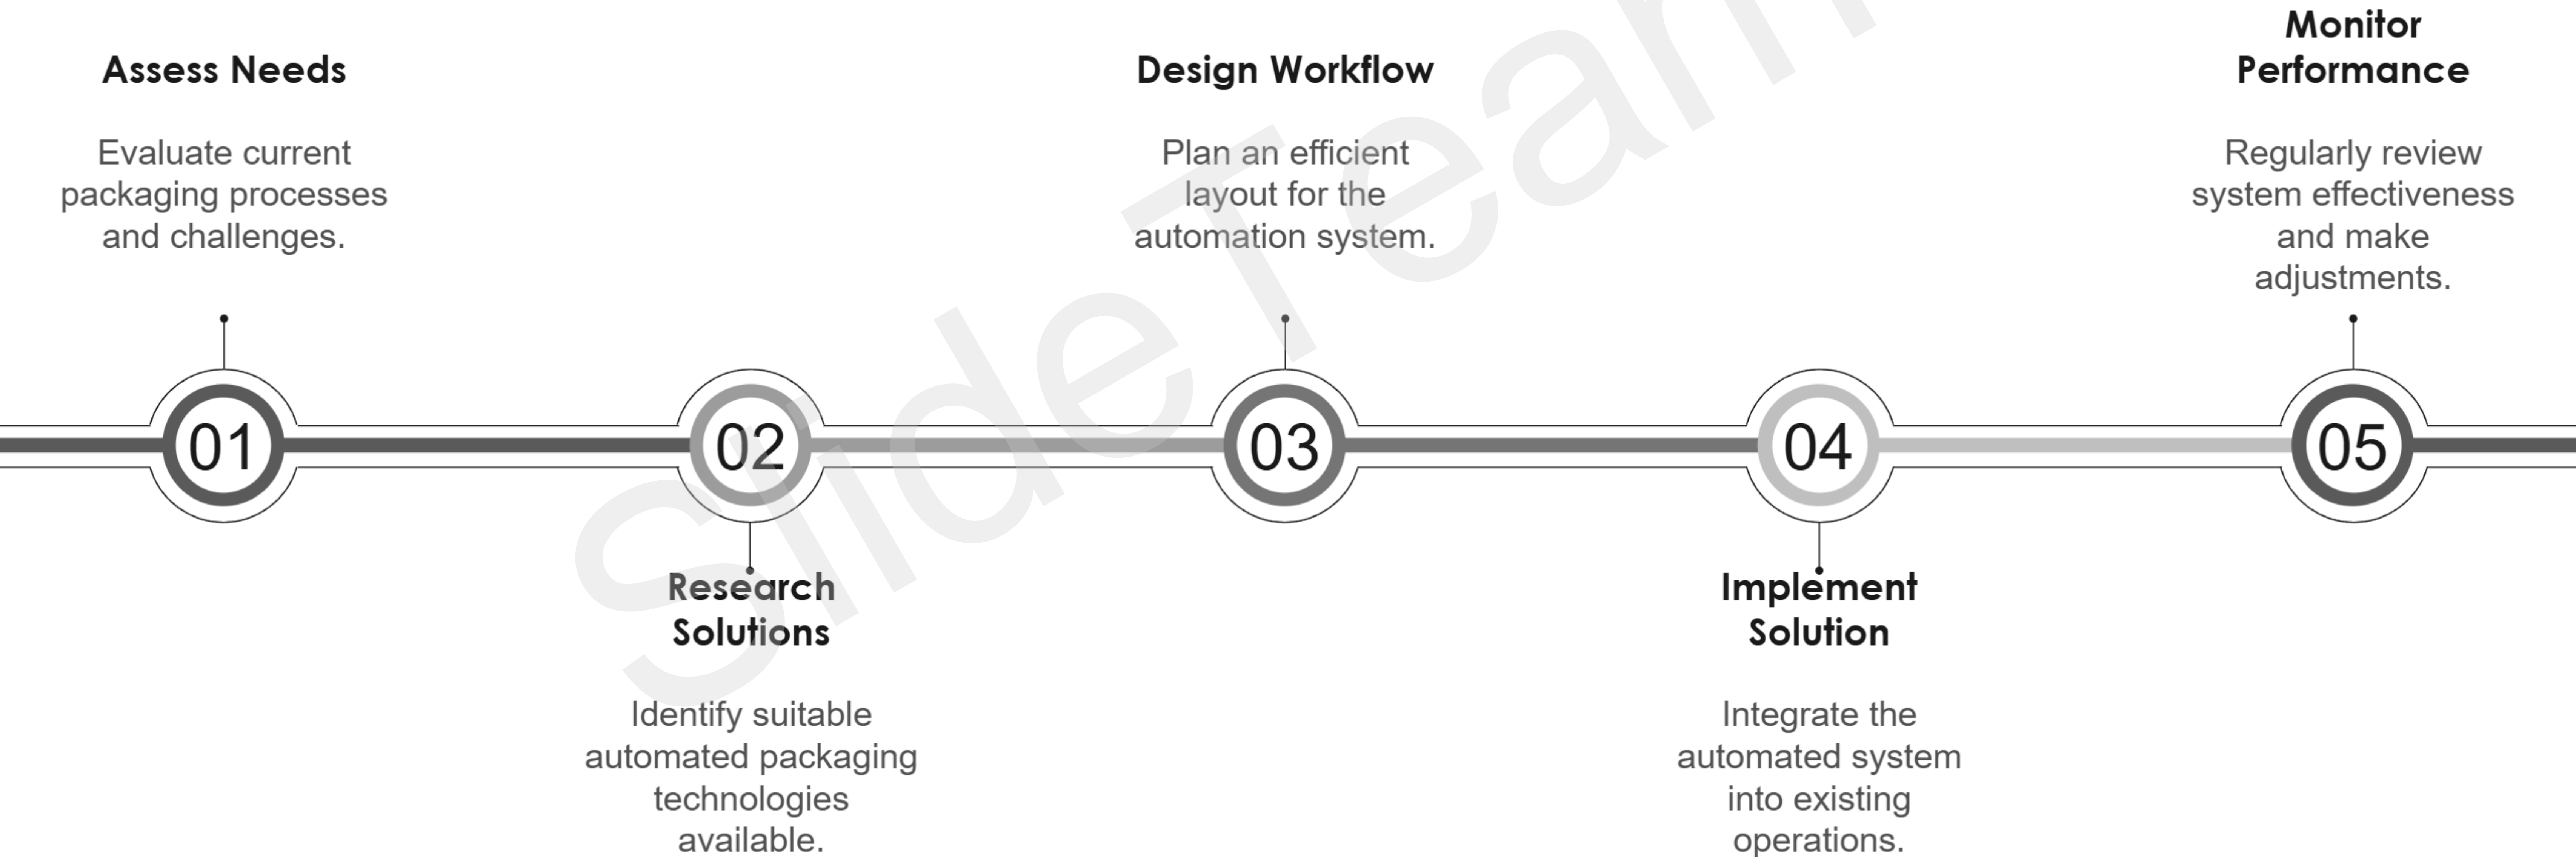 Assess Needs
Evaluate current
packaging processes
and challenges.
01
02
Research
Solutions
Identify suitable
automated packaging
technologies
available.
Design Workflow
Plan an efficient
layout for the
automation system.
03
04
Implement
Solution
Integrate the
automated system
into existing
operations.
Monitor
Performance
Regularly review
system effectiveness
and make
adjustments.
05
SlideTeam